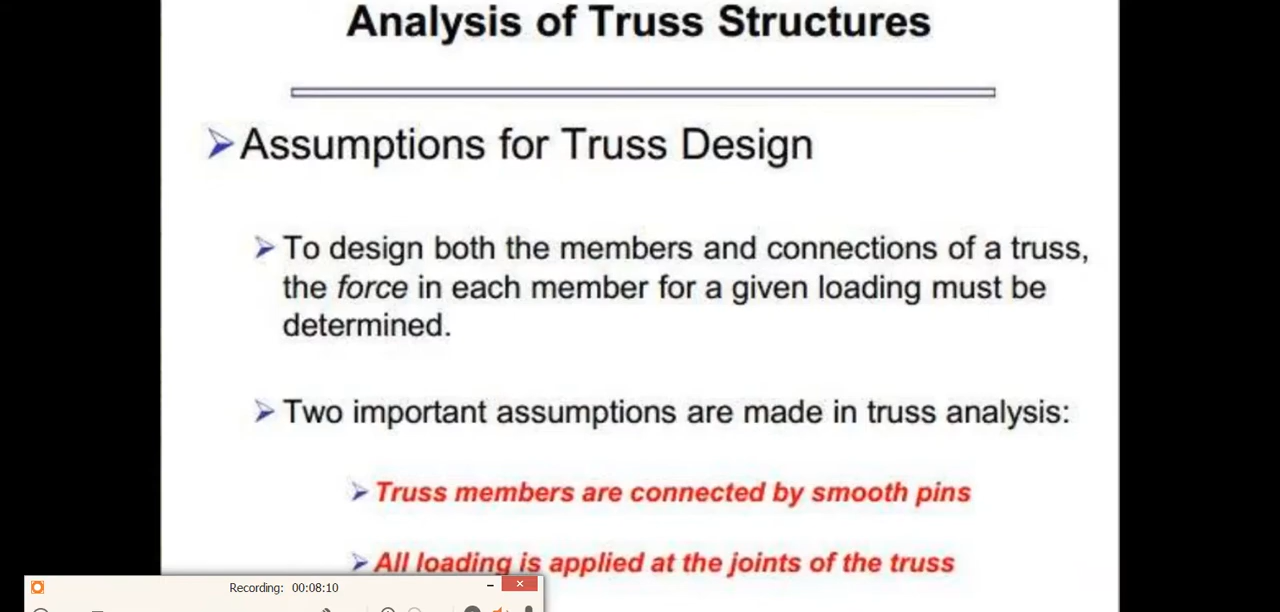 Analysis of Truss Structures
Assumptions for Truss Design
To design both the members and connections of a truss,
the force in each member for a given loading must be
determined.
Two important assumptions are made in truss analysis:
Truss members are connected by smooth pins
All loading is applied at the joints of the truss
Recording: 00:08:10